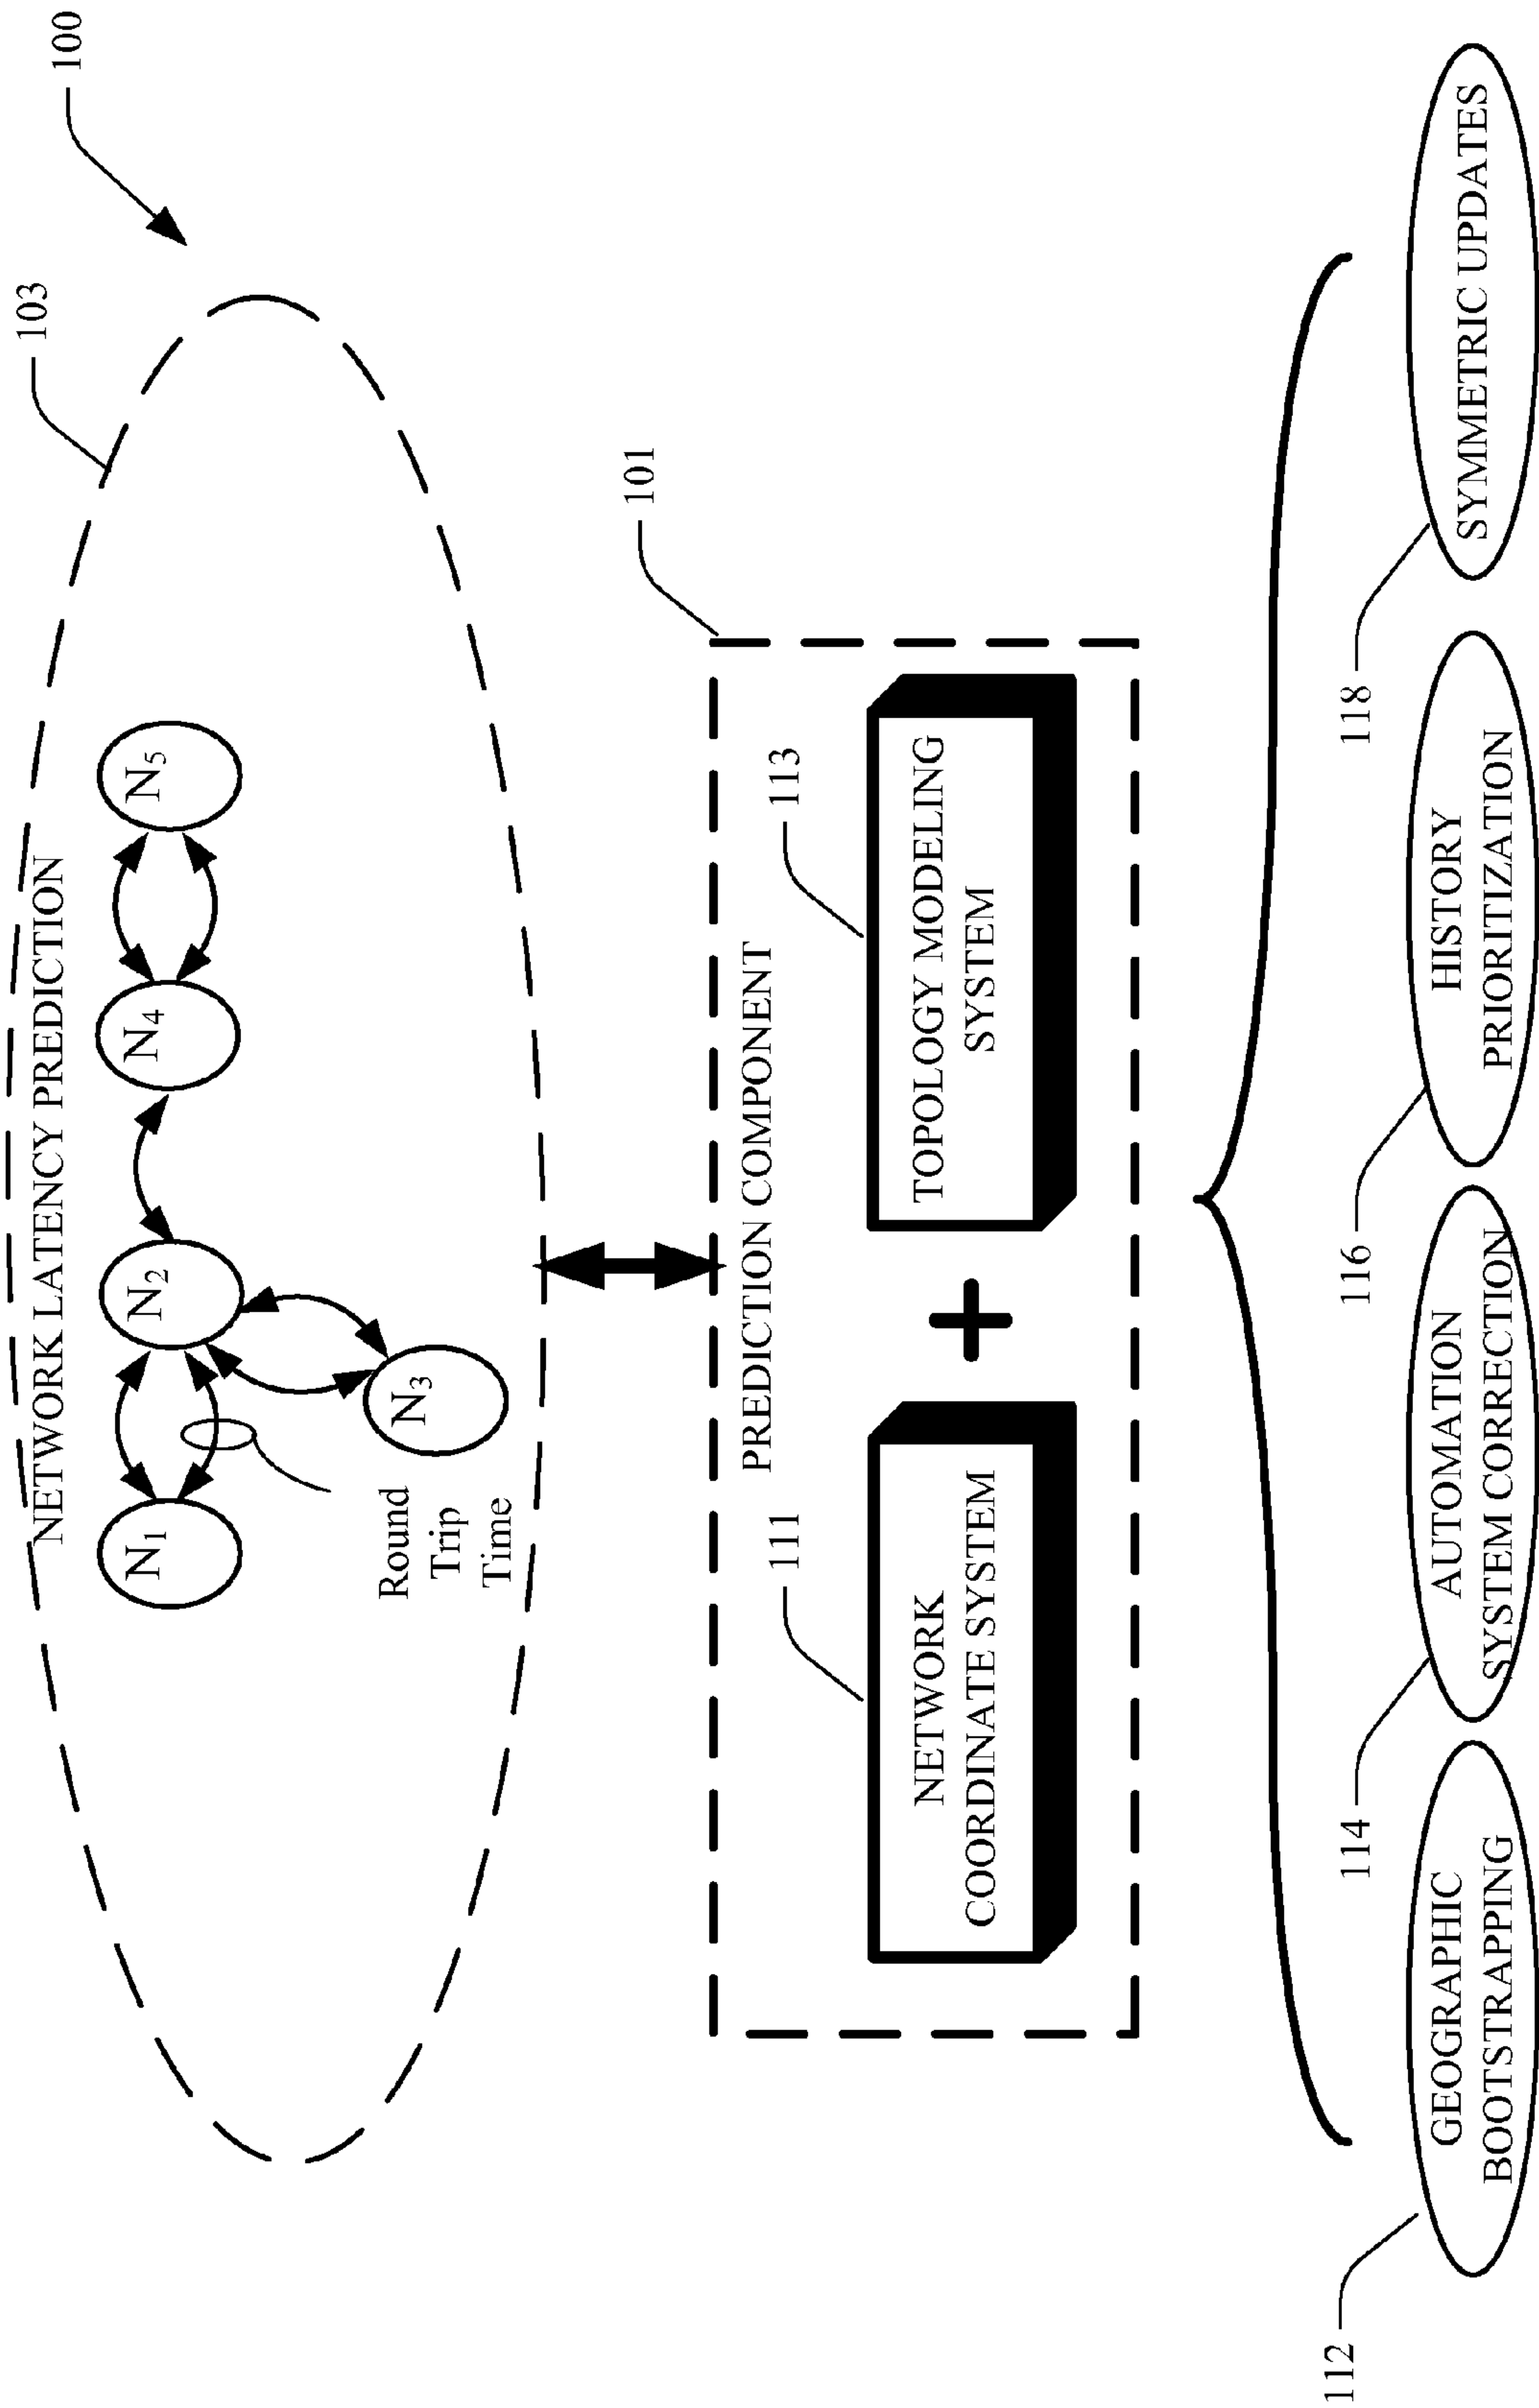 100
103
NETWORK LATENCY PREDICTION
N1
N2
N4
N5
N3
Round
Trip
Time
101
PREDICTION COMPONENT
111
113
NETWORK
COORDINATE SYSTEM
+
TOPOLOGY MODELING
SYSTEM
112
114
116
118
GEOGRAPHIC
BOOTSTRAPPING
AUTOMATION
SYSTEM CORRECTION
HISTORY
PRIORITIZATION
SYMMETRIC UPDATES